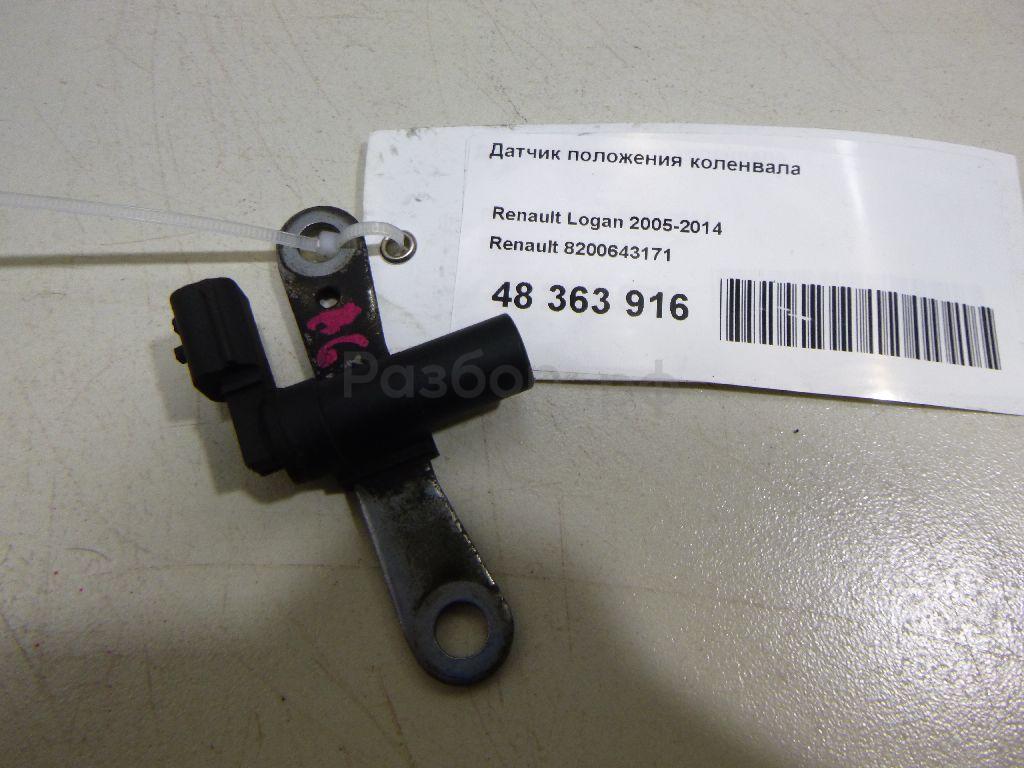 Датчик положения коленвала
Renault Logan 2005-2014
Renault 8200643171
48 363 916